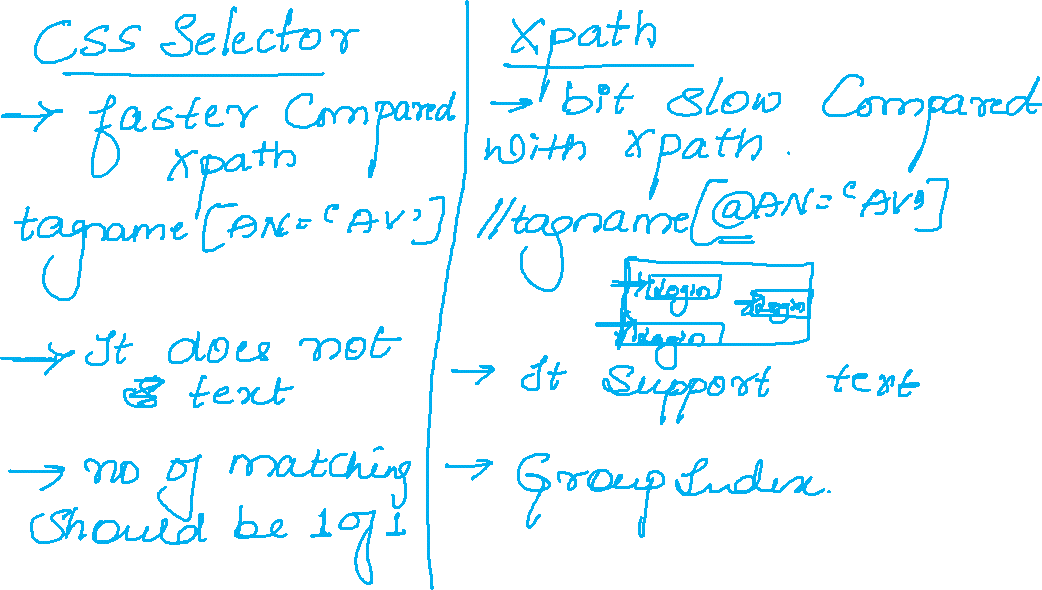 CSS Selector
→ faster Compared
Xpath
tagname[AN='AV']
→ It does not
text
→ no of matching
Should be 1 of 1
Xpath
→ bit slow Compared
with xpath.
//tagname[@AN='AV']
Login
Login
Login
→ It Support text
→ Group Index.